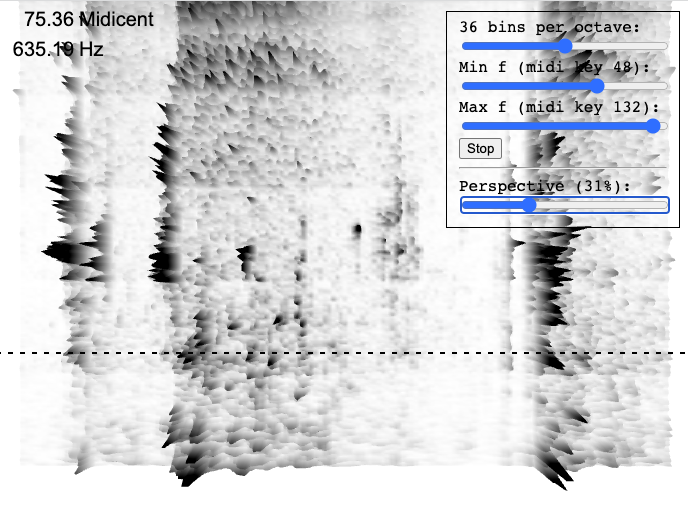 75.36 Midicent
635.19 Hz
36 bins per octave:
Min f (midi key 48):
Max f (midi key 132):
Stop
Perspective (31%):